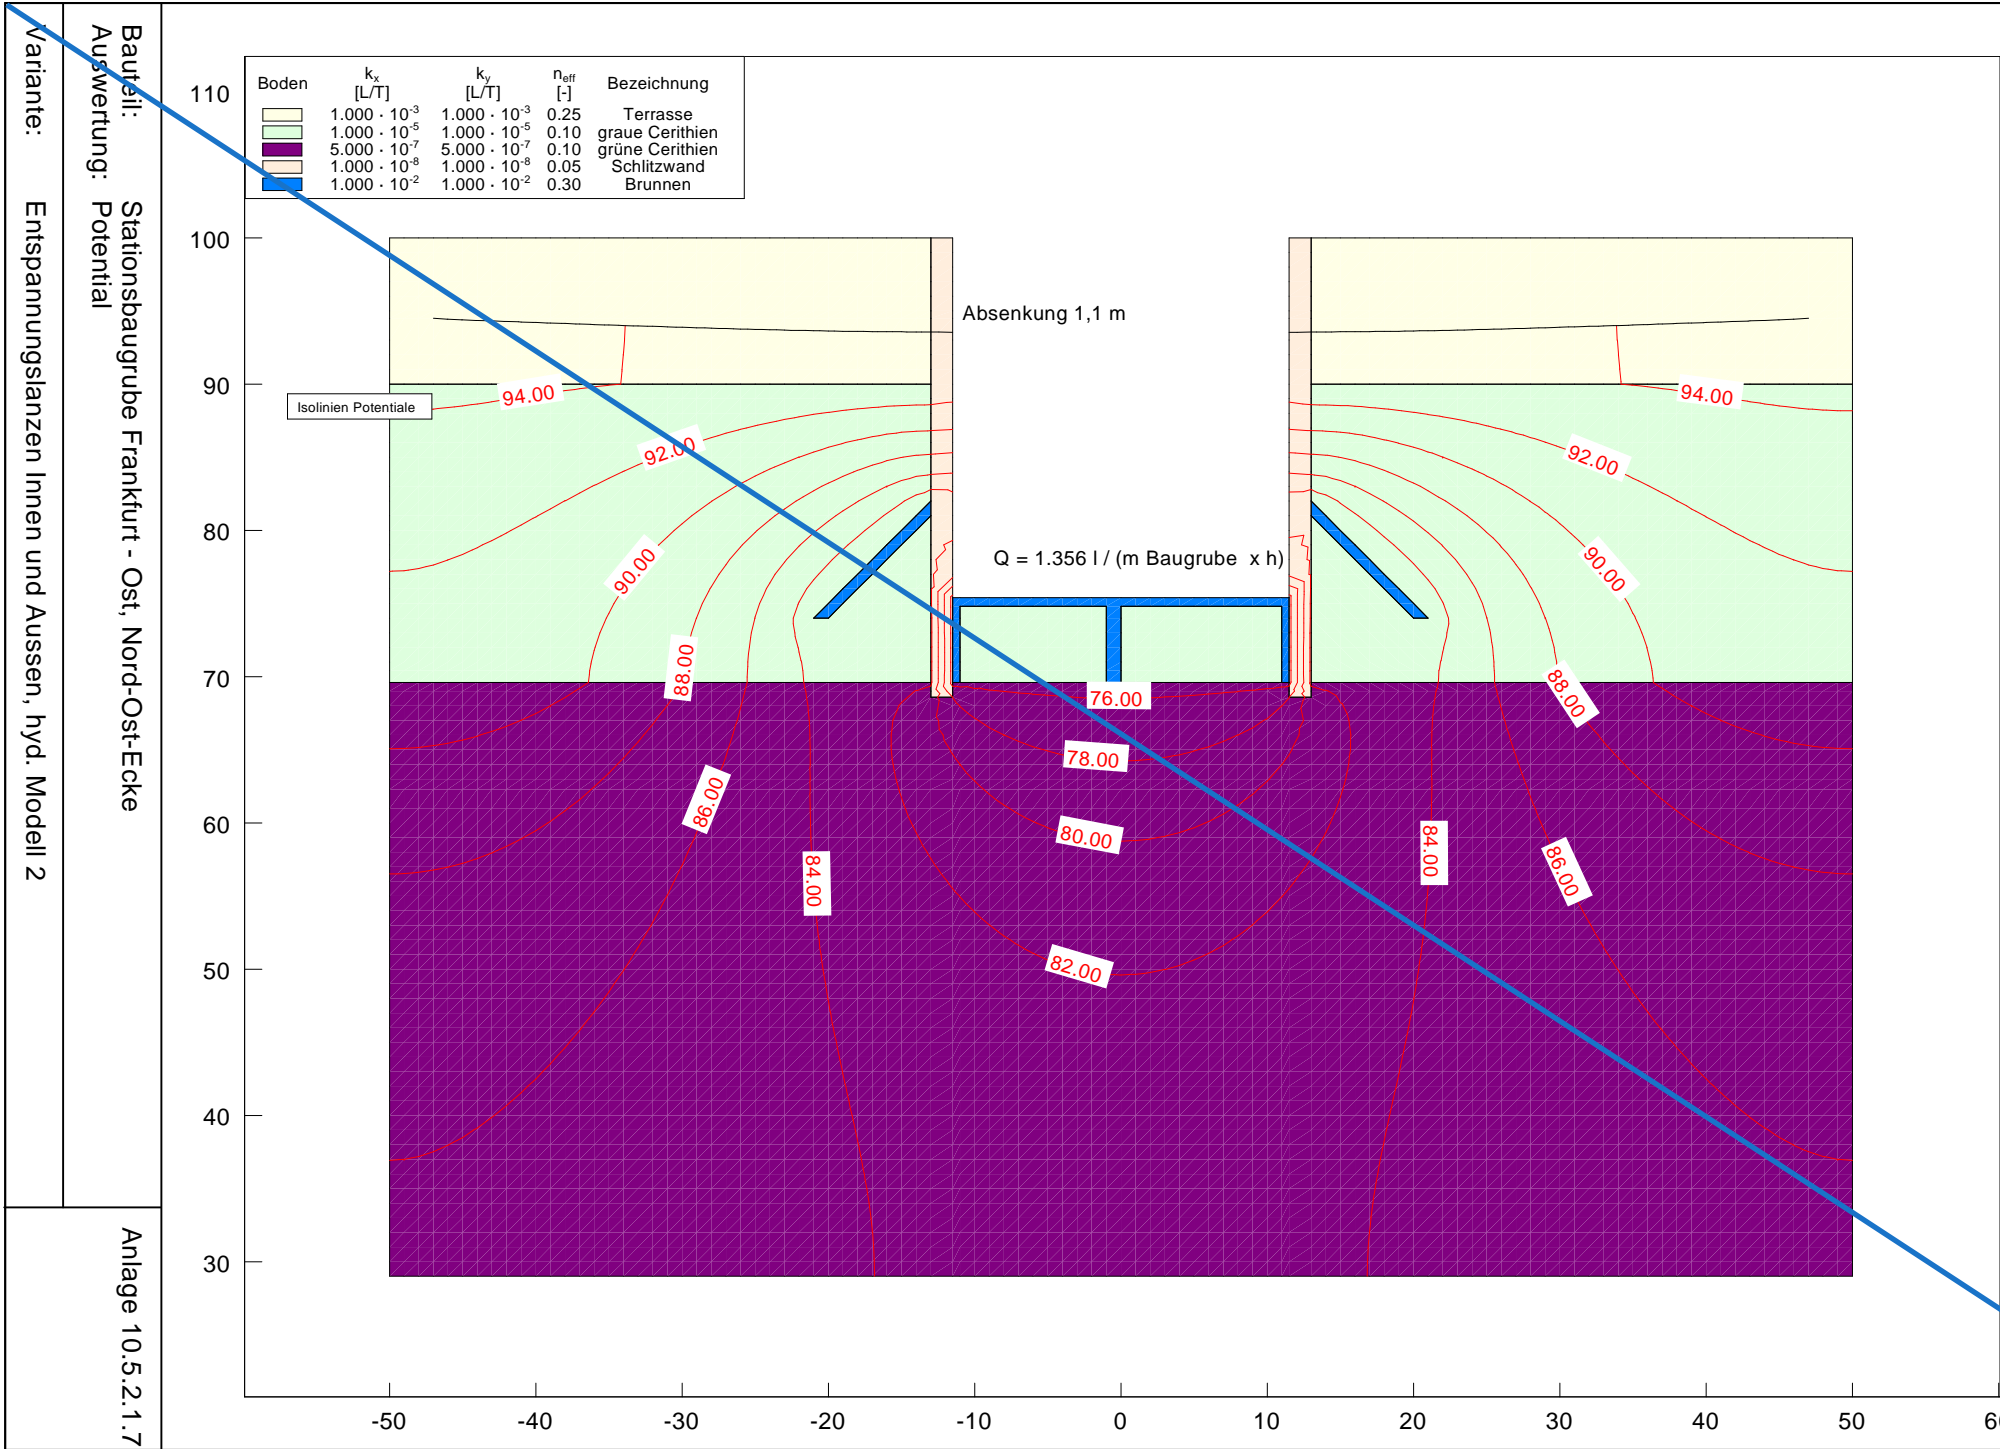 Bauteil: Stationsbaugrube Frankfurt - Ost, Nord-Ost-Ecke
Auswertung: Potential
Variante: Entspannungslanzen Innen und Aussen, hyd. Modell 2
Anlage 10.5.2.1.7
Boden kx [L/T] ky [L/T] neff [-] Bezeichnung
1.000 · 10-3 1.000 · 10-3 0.25 Terrasse
1.000 · 10-5 1.000 · 10-5 0.10 graue Cerithien
5.000 · 10-7 5.000 · 10-7 0.10 grüne Cerithien
1.000 · 10-8 1.000 · 10-8 0.05 Schlitzwand
1.000 · 10-2 1.000 · 10-2 0.30 Brunnen
110
100
90
80
70
60
50
40
30
Absenkung 1,1 m
Isolinien Potentiale
Q = 1.356 l / (m Baugrube x h)
94.00
92.00
90.00
88.00
86.00
84.00
76.00
78.00
80.00
82.00
94.00
92.00
90.00
88.00
86.00
84.00
-50 -40 -30 -20 -10 0 10 20 30 40 50